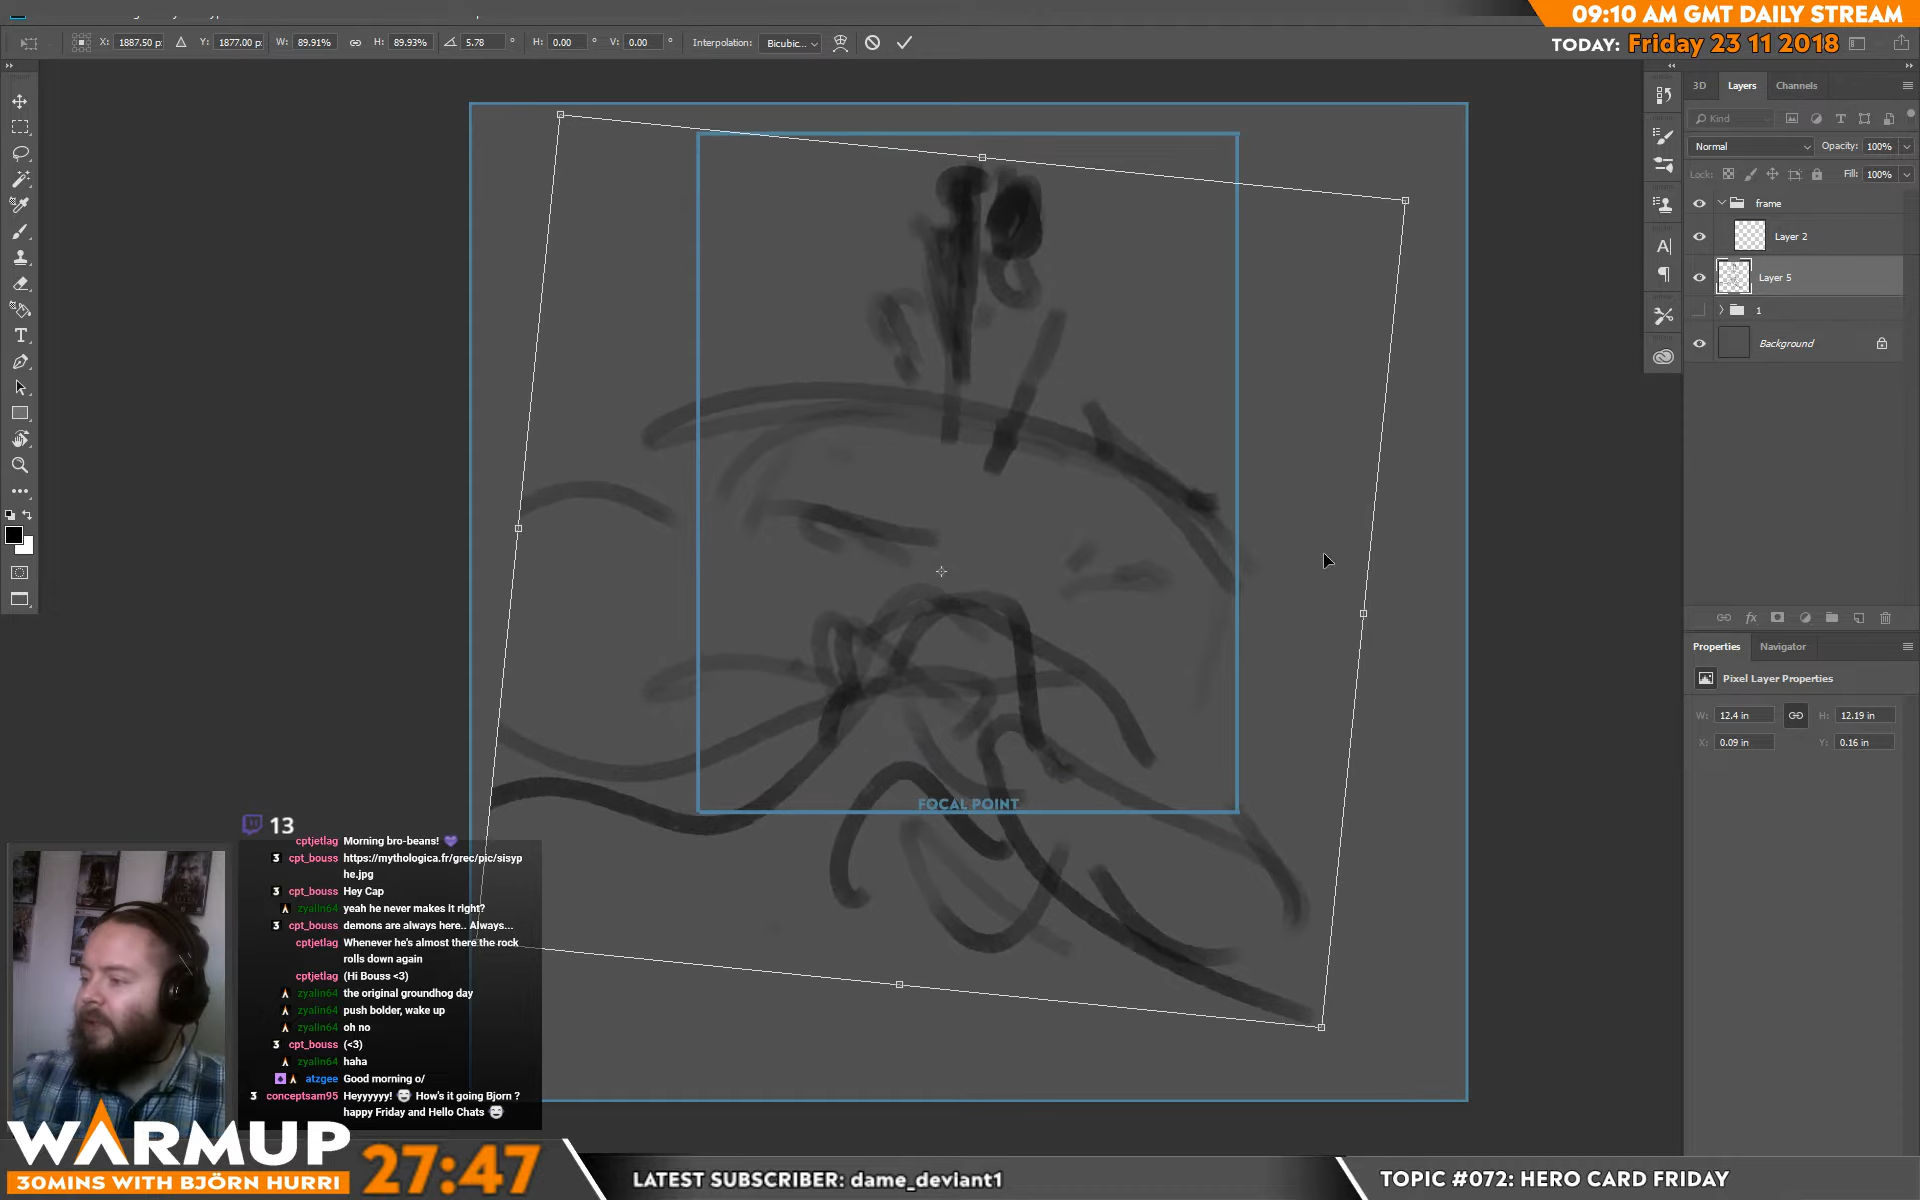 09:10 AM GMT DAILY STREAM
TODAY: Friday 23 11 2018
X: 1887.50 p: Y: 1877.00 p: W: 89.91% H: 89.93% 5.78 ° H: 0.00 ° V: 0.00 ° Interpolation: Bicubic...
3D Layers Channels
Kind
Normal Opacity: 100%
Lock: Fill: 100%
frame
Layer 2
Layer 5
1
Background
Properties Navigator
Pixel Layer Properties
W: 12.4 in H: 12.19 in
X: 0.09 in Y: 0.16 in
FOCAL POINT
13
cptjetlag Morning bro-beans!
3 cpt_bouss https://mythologica.fr/grec/pic/sisyp
he.jpg
3 cpt_bouss Hey Cap
zyalin64 yeah he never makes it right?
3 cpt_bouss demons are always here.. Always...
cptjetlag Whenever he's almost there the rock
rolls down again
cptjetlag (Hi Bouss <3)
zyalin64 the original groundhog day
zyalin64 push bolder, wake up
zyalin64 oh no
3 cpt_bouss (<3)
zyalin64 haha
atzgee Good morning o/
3 conceptsam95 Heyyyyyy! How's it going Bjorn ?
happy Friday and Hello Chats
WARMUP
30MINS WITH BJÖRN HURRI
27:47
LATEST SUBSCRIBER: dame_deviant1
TOPIC #072: HERO CARD FRIDAY